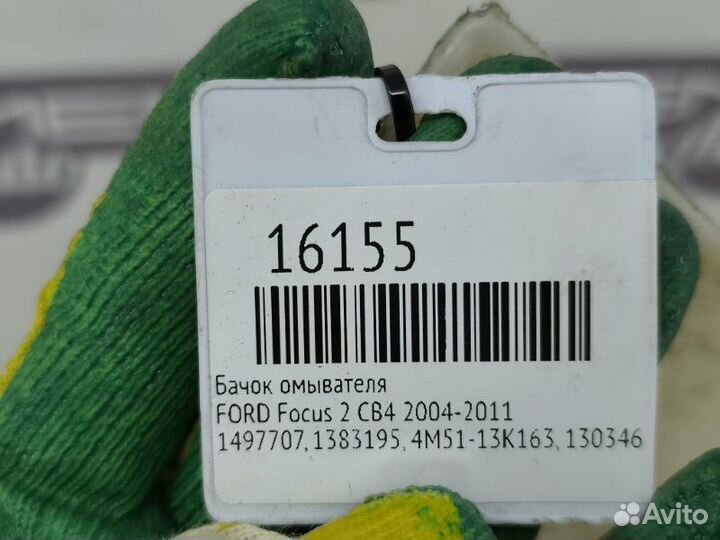 16155
Бачок омывателя
FORD Focus 2 CB4 2004-2011
1497707, 1383195, 4M51-13K163, 130346
Avito